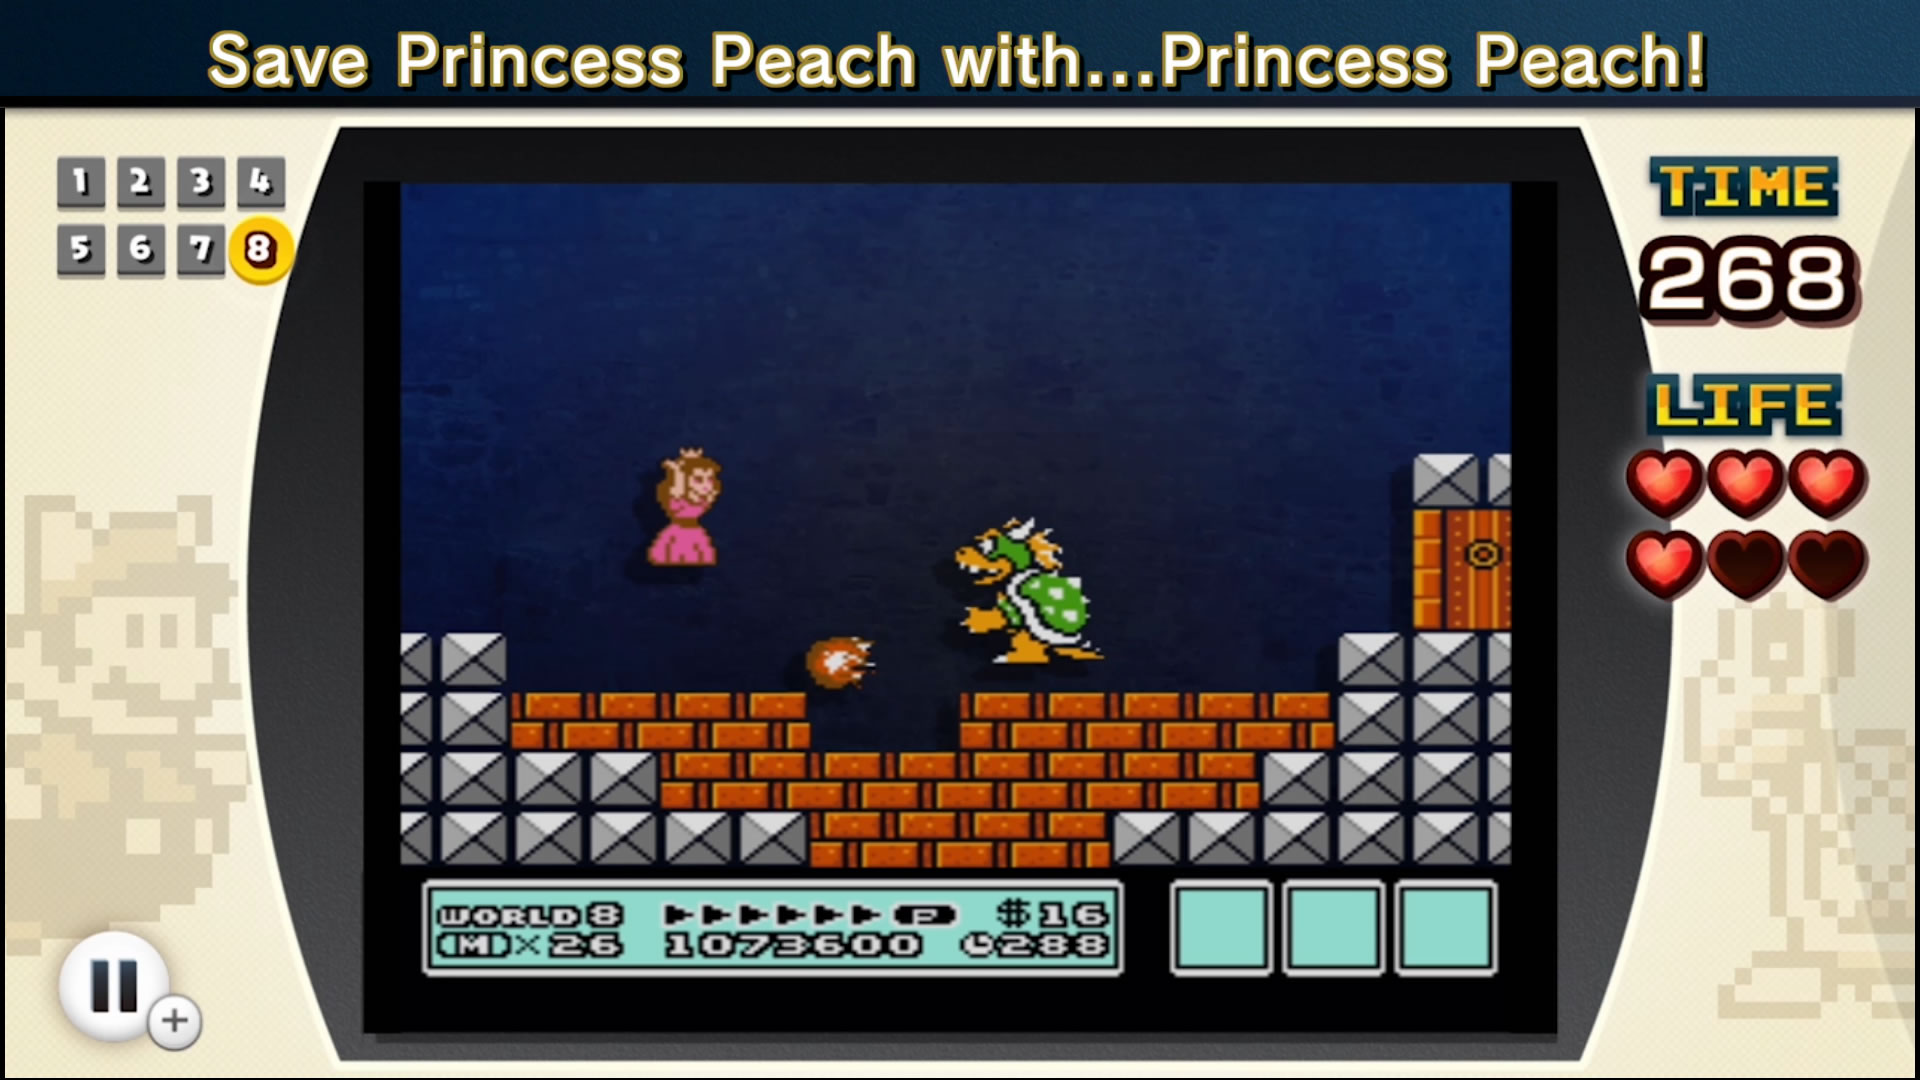 Save Princess Peach with...Princess Peach!
1 2 3 4
5 6 7 8
TIME
268
LIFE
WORLD 8 P $16
M × 26 1073600 288